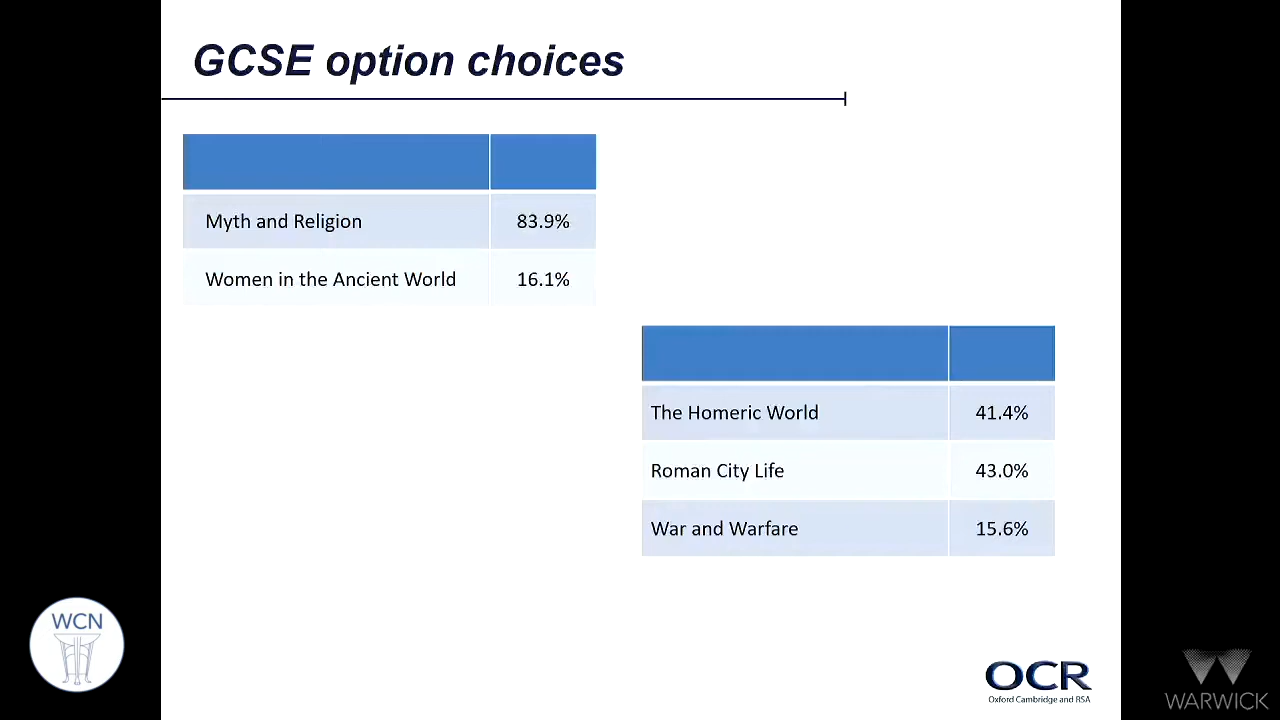 GCSE option choices
Myth and Religion 83.9%
Women in the Ancient World 16.1%
The Homeric World 41.4%
Roman City Life 43.0%
War and Warfare 15.6%
WCN
OCR
Oxford Cambridge and RSA
WARWICK